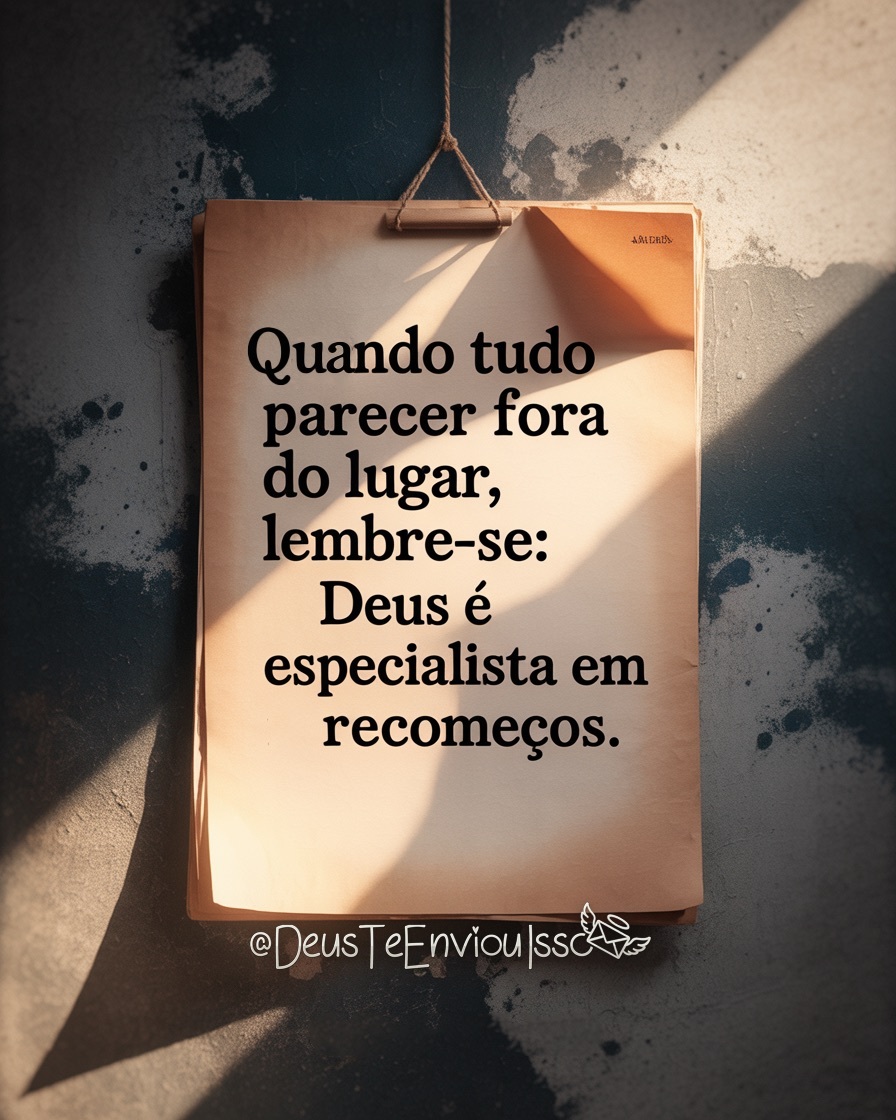 Quando tudo
parecer fora
do lugar,
lembre-se:
Deus é
especialista em
recomeços.
@DeusTeEnviouIsso